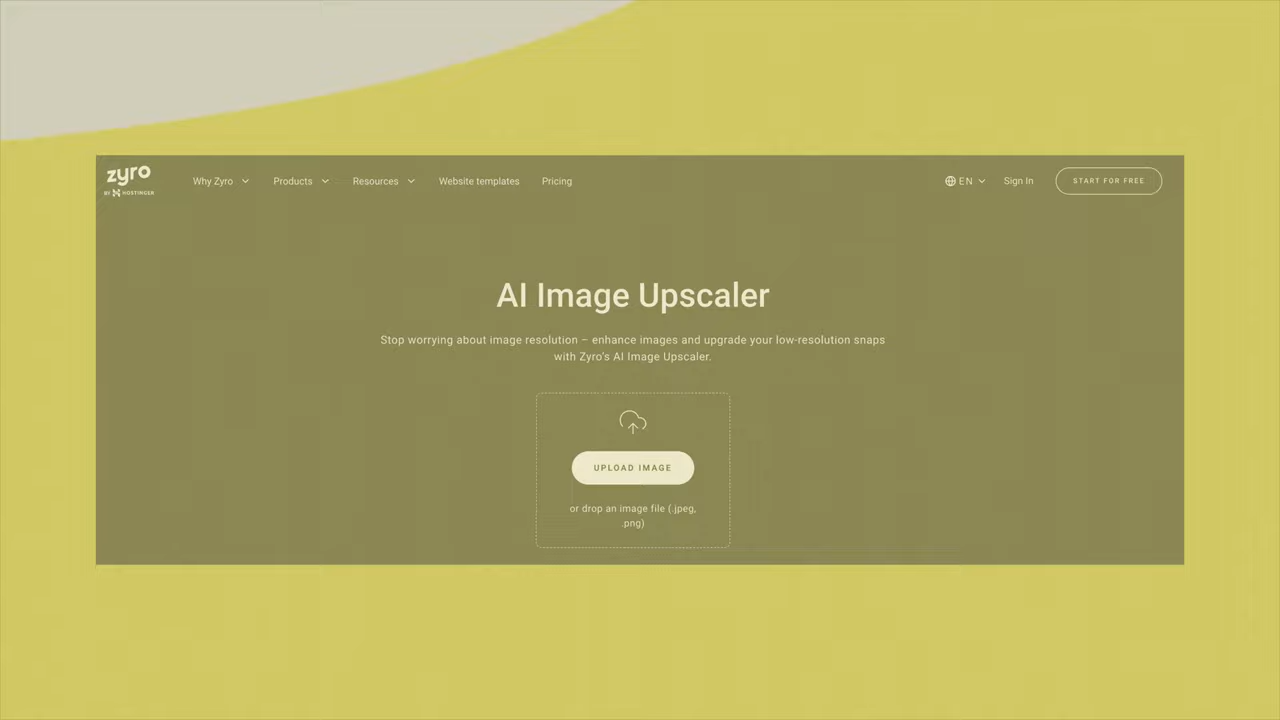 zyro
BY HOSTINGER
Why Zyro
Products
Resources
Website templates
Pricing
EN
Sign In
START FOR FREE
AI Image Upscaler
Stop worrying about image resolution – enhance images and upgrade your low-resolution snaps
with Zyro's AI Image Upscaler.
UPLOAD IMAGE
or drop an image file (.jpeg,
.png)